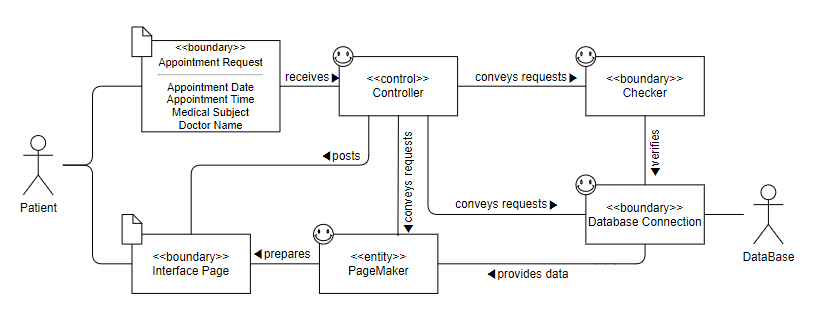 <<boundary>>
Appointment Request
Appointment Date
Appointment Time
Medical Subject
Doctor Name
receives
<<control>>
Controller
conveys requests
<<boundary>>
Checker
posts
conveys requests
verifies
Patient
conveys requests
<<boundary>>
Database Connection
DataBase
<<boundary>>
Interface Page
prepares
<<entity>>
PageMaker
provides data